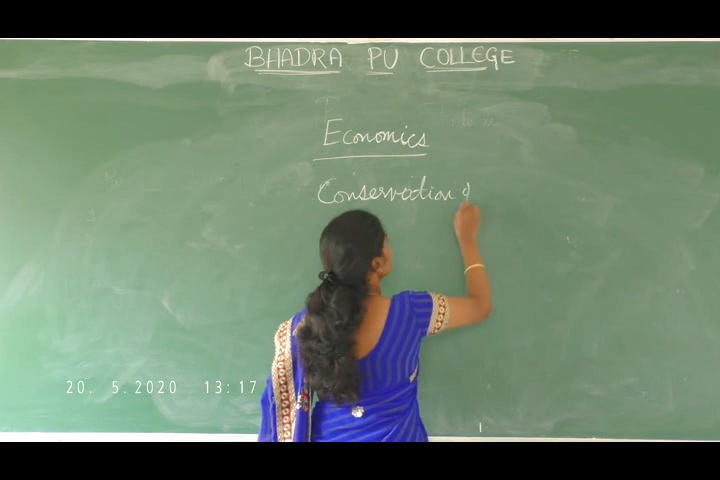 BHADRA PU COLLEGE
Economics
Conservation
20. 5.2020 13:17